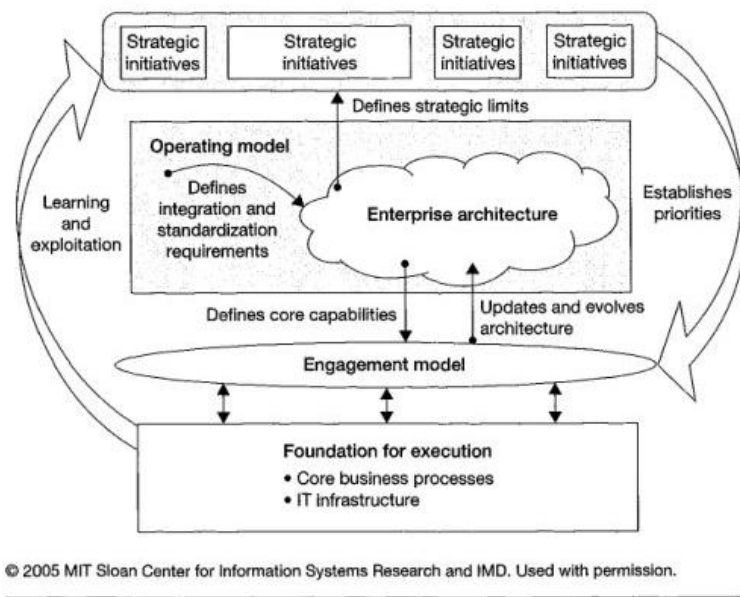 Strategic initiatives
Strategic initiatives
Strategic initiatives
Strategic initiatives
Defines strategic limits
Operating model
Defines
integration and
standardization
requirements
Enterprise architecture
Learning
and
exploitation
Establishes
priorities
Defines core capabilities
Updates and evolves
architecture
Engagement model
Foundation for execution
• Core business processes
• IT infrastructure
© 2005 MIT Sloan Center for Information Systems Research and IMD. Used with permission.